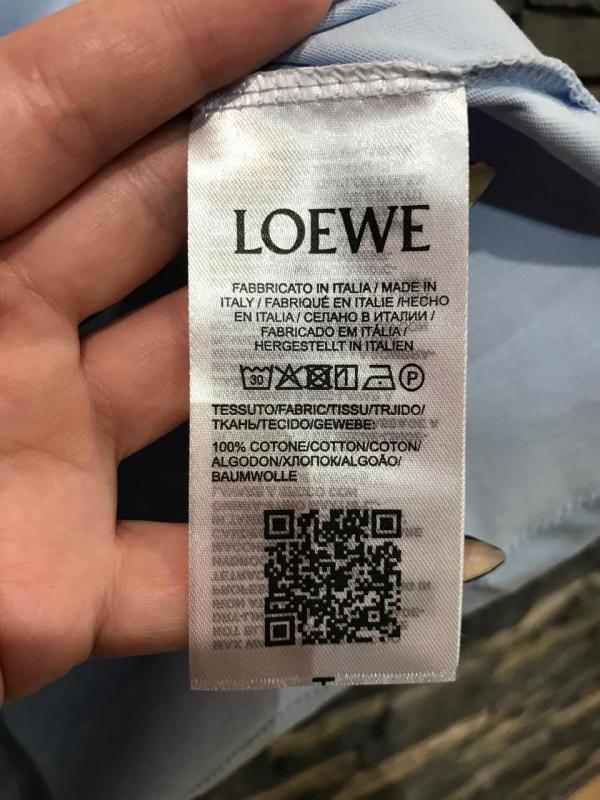 LOEWE
FABBRICATO IN ITALIA / MADE IN
ITALY / FABRIQUÉ EN ITALIE /HECHO
EN ITALIA / СЕЛАНО В ИТАЛИИ /
FABRICADO EM ITÁLIA /
HERGESTELLT IN ITALIEN
30
P
TESSUTO/FABRIC/TISSU/TRJIDO/
ТКАНЬ/TECIDO/GEWEBE:
100% COTONE/COTTON/COTON/
ALGODON/ХЛОПОК/ALGOÃO/
BAUMWOLLE